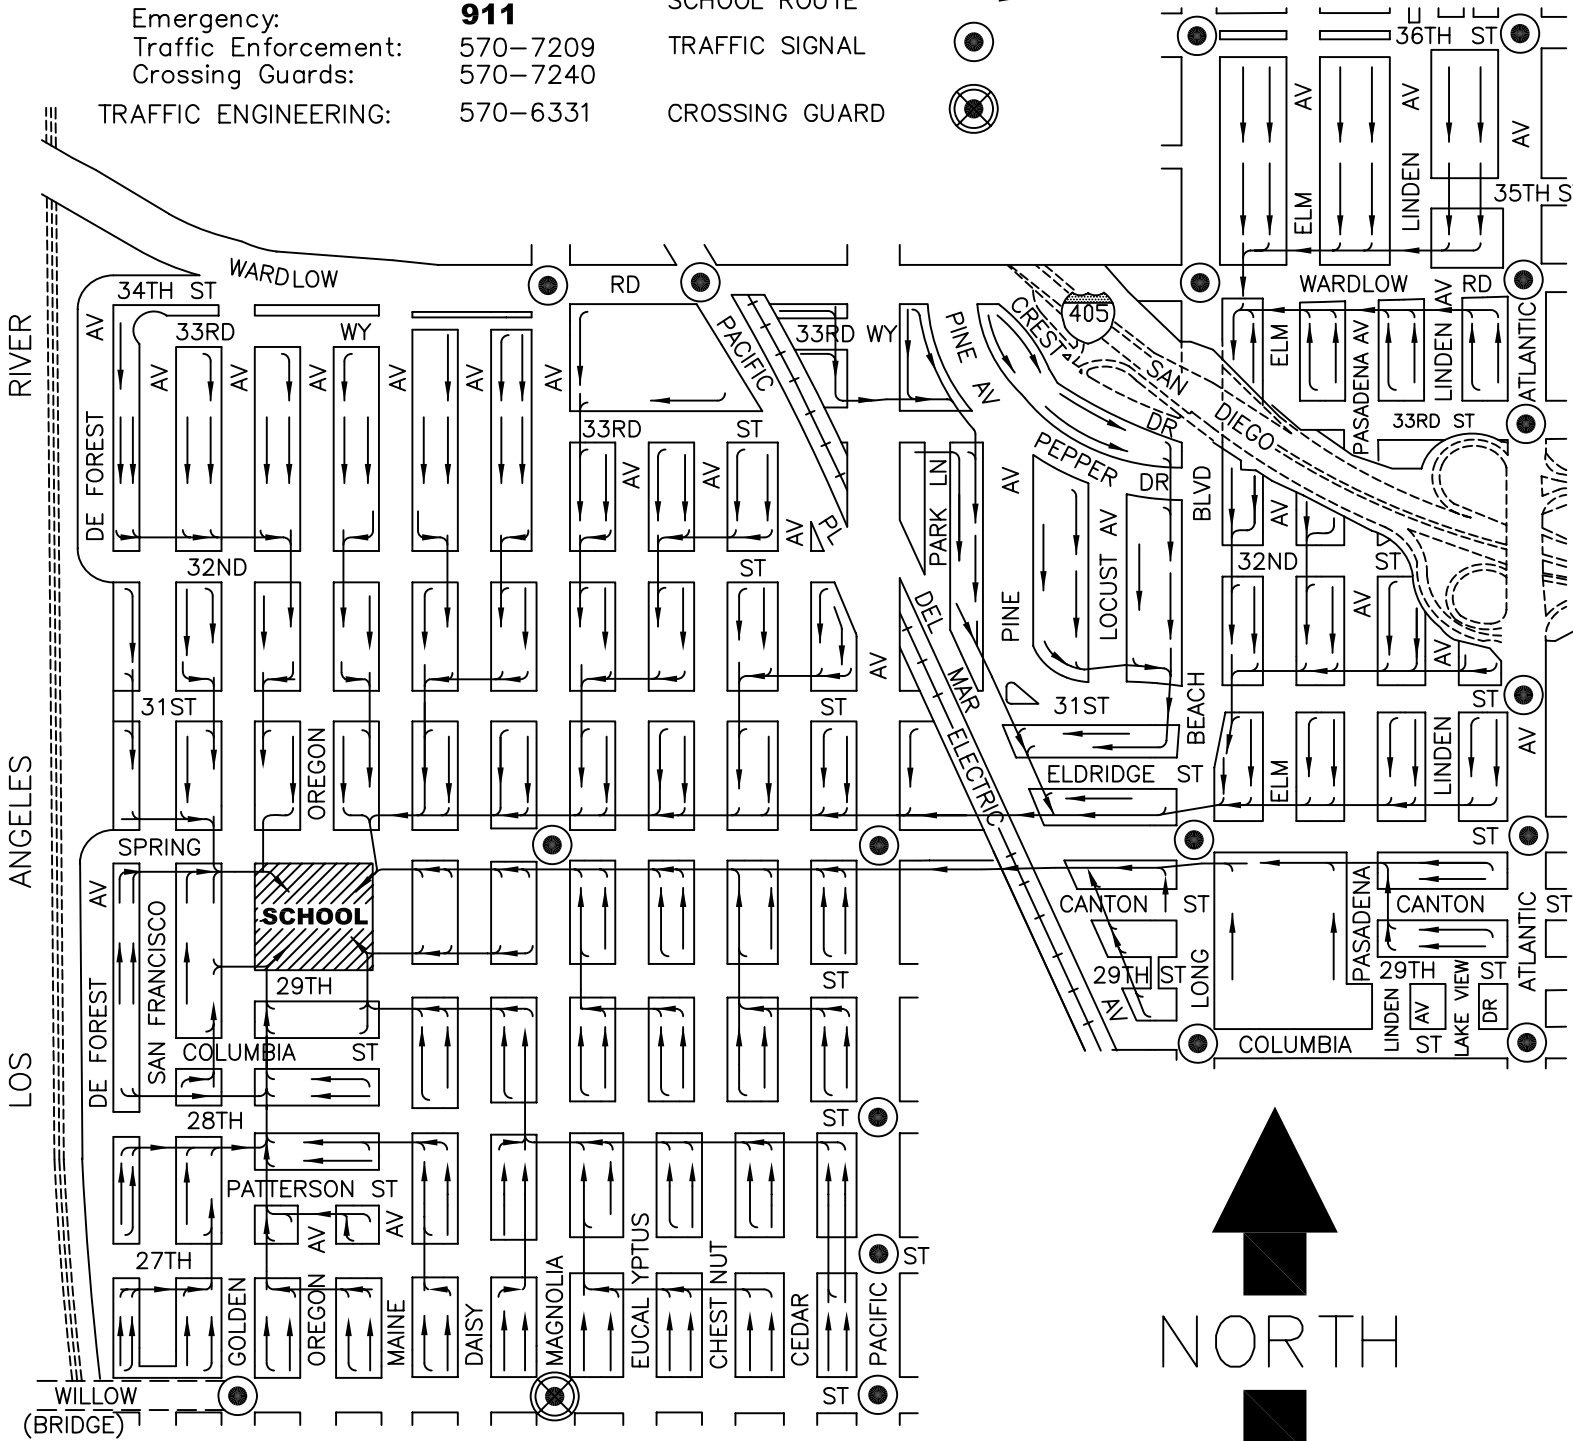 SCHOOL ROUTE
Emergency: 911
Traffic Enforcement: 570-7209
Crossing Guards: 570-7240
TRAFFIC ENGINEERING: 570-6331
TRAFFIC SIGNAL
CROSSING GUARD
36TH ST
AV
AV
AV
ELM
LINDEN
35TH S
WARDLOW RD
WARDLOW RD
34TH ST
33RD WY
33RD WY
AV
AV
AV
AV
AV
AV
AV
DE FOREST
PACIFIC
PL
PINE AV
CREST
DR
405
SAN DIEGO
ELM
PASADENA AV
LINDEN AV
ATLANTIC
33RD ST
33RD ST
AV
AV
AV
PARK LN
AV
PINE
PEPPER DR
LOCUST AV
BLVD
AV
32ND ST
32ND ST
AV
AV
RIVER
ANGELES
LOS
DEL MAR ELECTRIC
AV
31ST ST
31ST ST
BEACH
OREGON
ELDRIDGE ST
ELM
LINDEN
AV
SPRING ST
AV
SCHOOL
CANTON ST
CANTON ST
SAN FRANCISCO
DE FOREST
PASADENA
ATLANTIC
29TH ST
29TH ST
29TH ST
AV
LONG
LINDEN
AV
LAKE VIEW
DR
COLUMBIA ST
COLUMBIA ST
28TH ST
PATTERSON ST
AV
AV
27TH ST
GOLDEN
OREGON
MAINE
DAISY
MAGNOLIA
EUCALYPTUS
CHEST NUT
CEDAR
PACIFIC
WILLOW ST
(BRIDGE)
NORTH